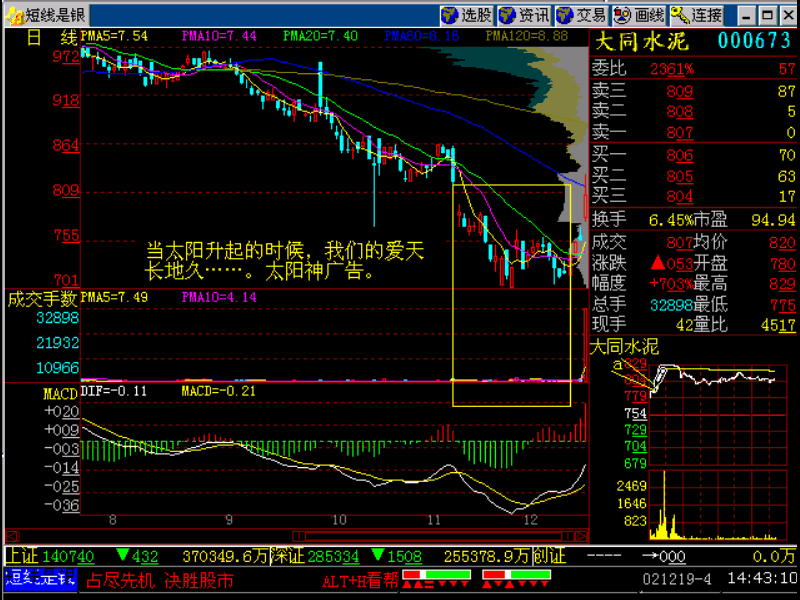 短线是银 选股 资讯 交易 画线 连接
日 线 PMA5=7.54 PMA10=7.44 PMA20=7.40 PMA60=8.16 PMA120=8.88
大同水泥 000673
972
918
864
809
755
701
委比 2361% 57
卖三 809 87
卖二 808 5
卖一 807 0
买一 806 70
买二 805 63
买三 804 17
换手 6.45% 市盈 94.94
成交 807 均价 820
涨跌 ▲053 开盘 780
幅度 +703% 最高 829
总手 32898 最低 775
现手 42 量比 4517
当太阳升起的时候，我们的爱天
长地久……。太阳神广告。
成交手数 PMA5=7.49 PMA10=4.14
32898
21932
10966
MACD DIF=-0.11 MACD=-0.21
+020
+009
-003
-014
-025
-036
8 9 10 11 12
大同水泥
a 829
779
754
729
704
679
2469
1646
823
上证 140740 ▼432 370349.6万 深证 285334 ▼1508 255378.9万 创证 ---- →000 0.0万
短线是银 占尽先机 决胜股市 ALT+H看帮 021219-4 14:43:10